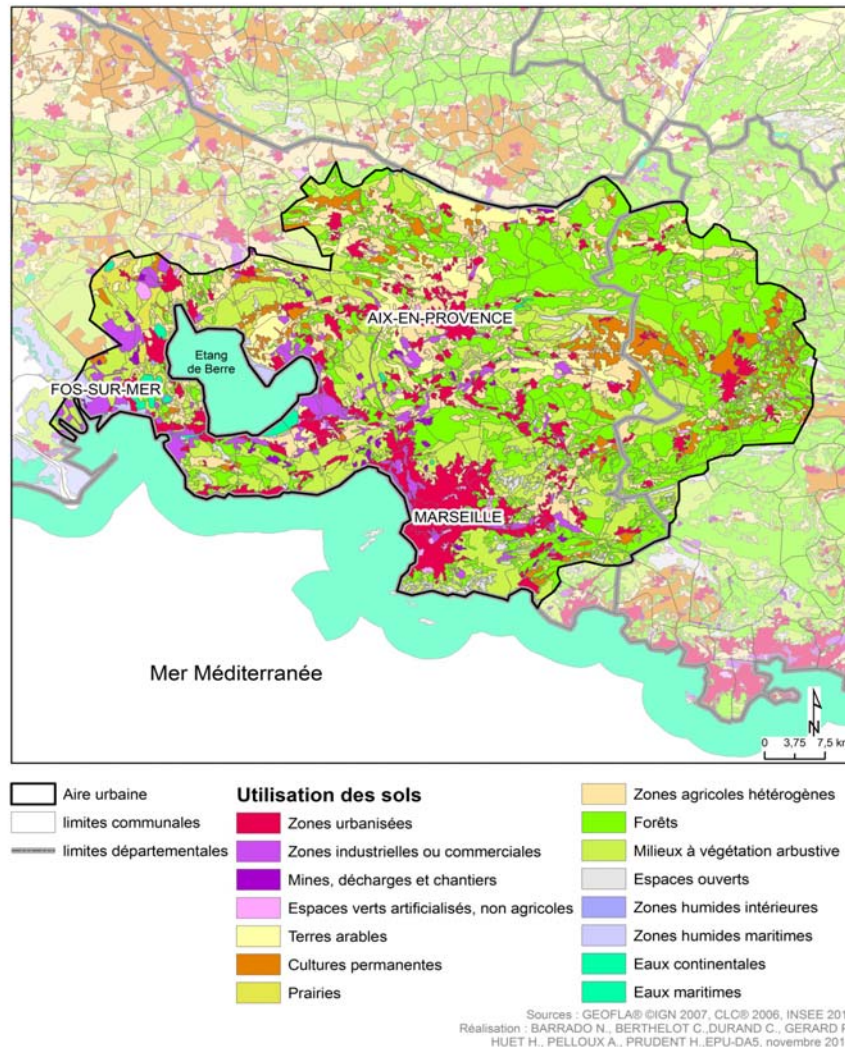 AIX-EN-PROVENCE
Etang
de Berre
FOS-SUR-MER
MARSEILLE
Mer Méditerranée
N
0 3,75 7,5
Aire urbaine
limites communales
limites départementales
Utilisation des sols
Zones urbanisées
Zones industrielles ou commerciales
Mines, décharges et chantiers
Espaces verts artificialisés, non agricoles
Terres arables
Cultures permanentes
Prairies
Zones agricoles hétérogènes
Forêts
Milieux à végétation arbustive
Espaces ouverts
Zones humides intérieures
Zones humides maritimes
Eaux continentales
Eaux maritimes
Sources : GEOFLA® ©IGN 2007, CLC® 2006, INSEE
Réalisation : BARRADO N., BERTHELOT C.,DURAND C., GERARD
HUET H., PELLOUX A., PRUDENT H.,EPU-DA5, novembre